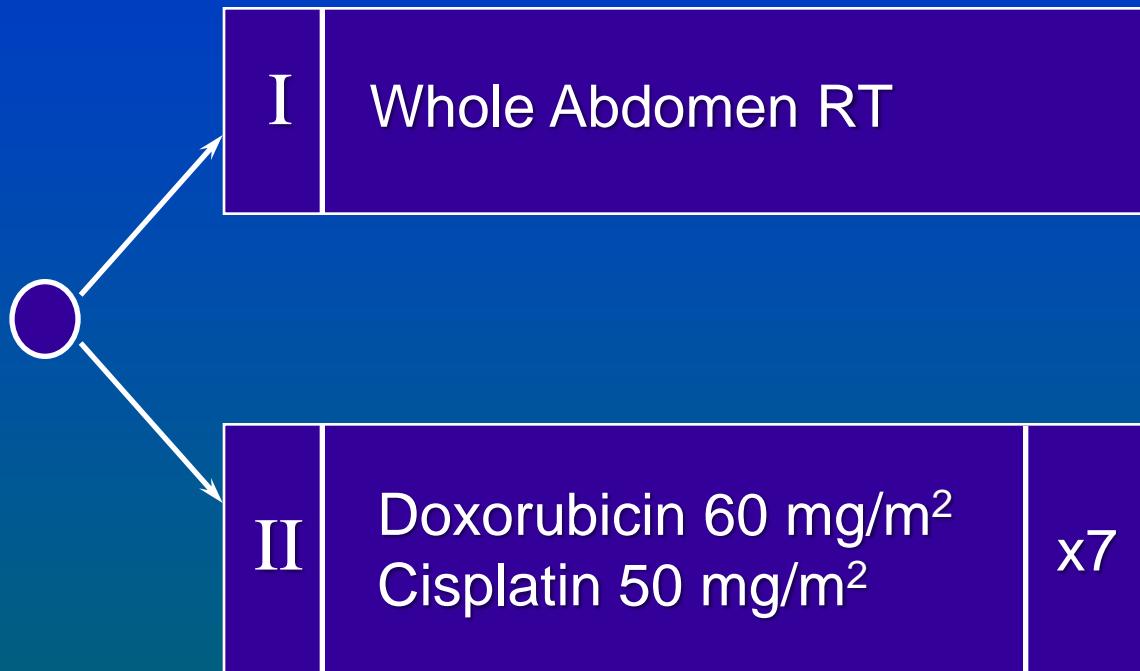 I
Whole Abdomen RT
II
Doxorubicin 60 mg/m²
Cisplatin 50 mg/m²
x7